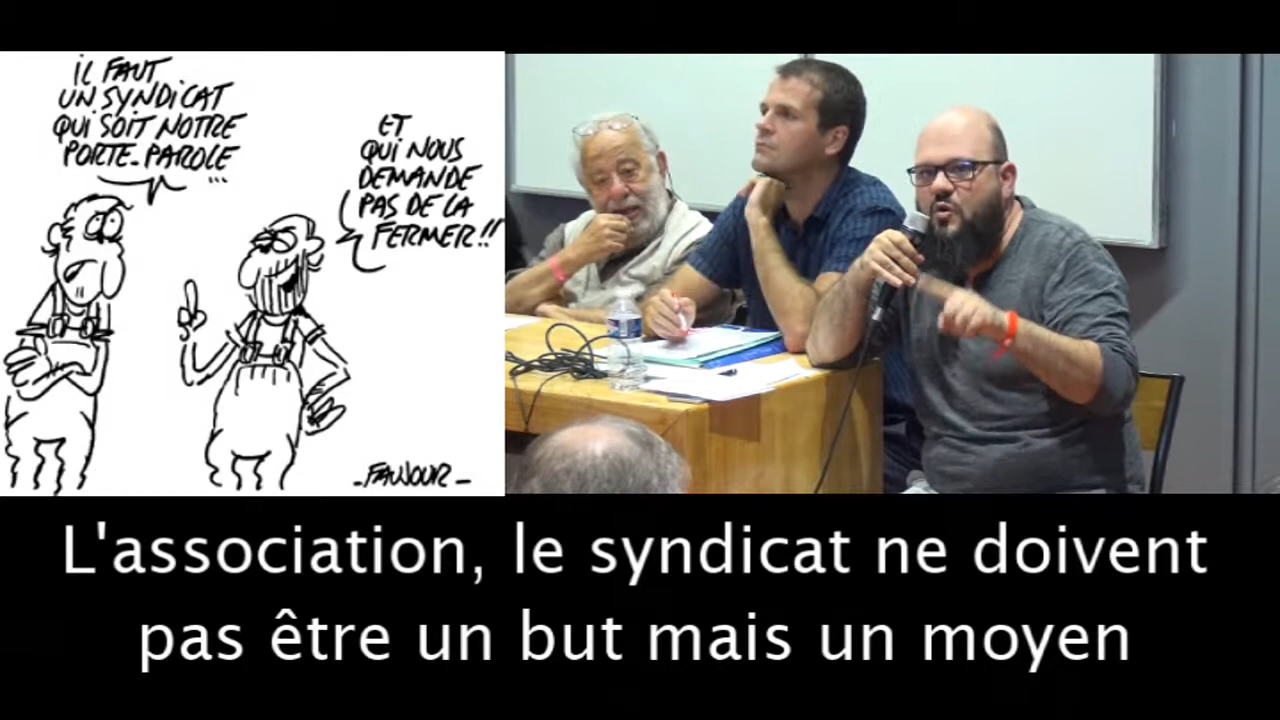 IL FAUT
UN SYNDICAT
QUI SOIT NOTRE
PORTE-PAROLE
...
ET
QUI NOUS
DEMANDE
PAS DE LA
FERMER!!
-FAUJOUR-
L'association, le syndicat ne doivent
pas être un but mais un moyen